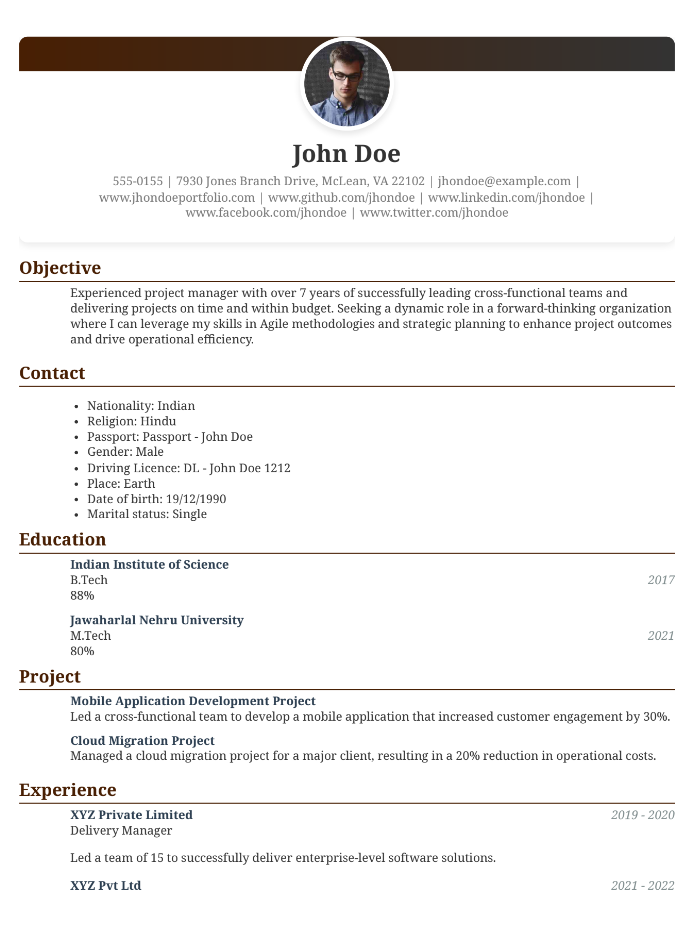 John Doe
555-0155 | 7930 Jones Branch Drive, McLean, VA 22102 | jhondoe@example.com |
www.jhondoeportfolio.com | www.github.com/jhondoe | www.linkedin.com/jhondoe |
www.facebook.com/jhondoe | www.twitter.com/jhondoe
Objective
Experienced project manager with over 7 years of successfully leading cross-functional teams and
delivering projects on time and within budget. Seeking a dynamic role in a forward-thinking organization
where I can leverage my skills in Agile methodologies and strategic planning to enhance project outcomes
and drive operational efficiency.
Contact
• Nationality: Indian
• Religion: Hindu
• Passport: Passport - John Doe
• Gender: Male
• Driving Licence: DL - John Doe 1212
• Place: Earth
• Date of birth: 19/12/1990
• Marital status: Single
Education
Indian Institute of Science
B.Tech 2017
88%
Jawaharlal Nehru University
M.Tech 2021
80%
Project
Mobile Application Development Project
Led a cross-functional team to develop a mobile application that increased customer engagement by 30%.
Cloud Migration Project
Managed a cloud migration project for a major client, resulting in a 20% reduction in operational costs.
Experience
XYZ Private Limited 2019 - 2020
Delivery Manager
Led a team of 15 to successfully deliver enterprise-level software solutions.
XYZ Pvt Ltd 2021 - 2022